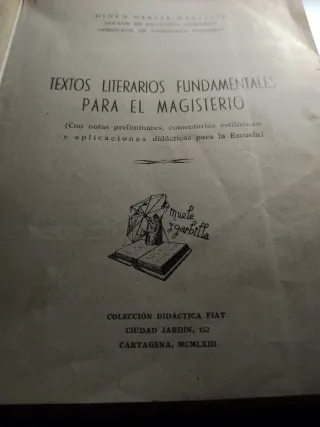 TEXTOS LITERARIOS FUNDAMENTALES
PARA EL MAGISTERIO
(Con notas preliminares, comentarios estilísticos
y aplicaciones didácticas para la Escuela)
muele
y garbilla
COLECCIÓN DIDÁCTICA FIAT
CIUDAD JARDÍN, 152
CARTAGENA, MCMLXIII